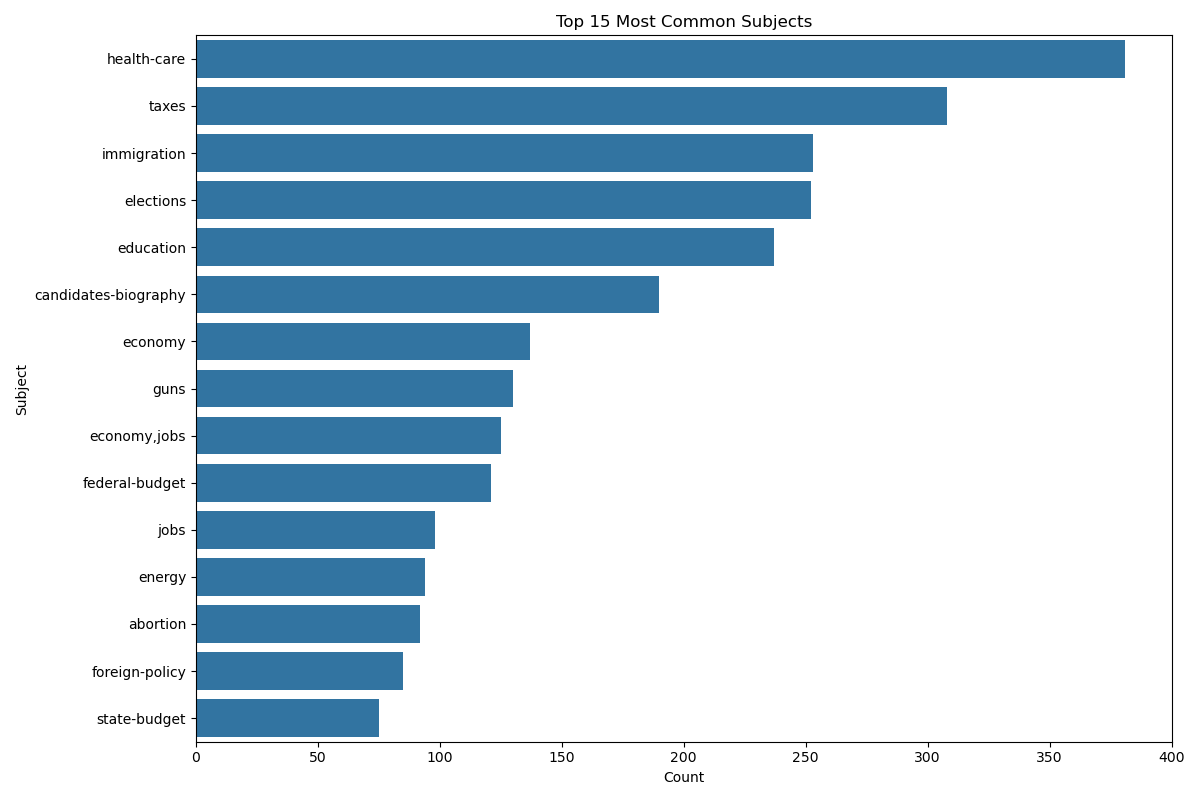 Top 15 Most Common Subjects
health-care
taxes
immigration
elections
education
candidates-biography
economy
guns
economy,jobs
federal-budget
jobs
energy
abortion
foreign-policy
state-budget
Subject
0 50 100 150 200 250 300 350 400
Count